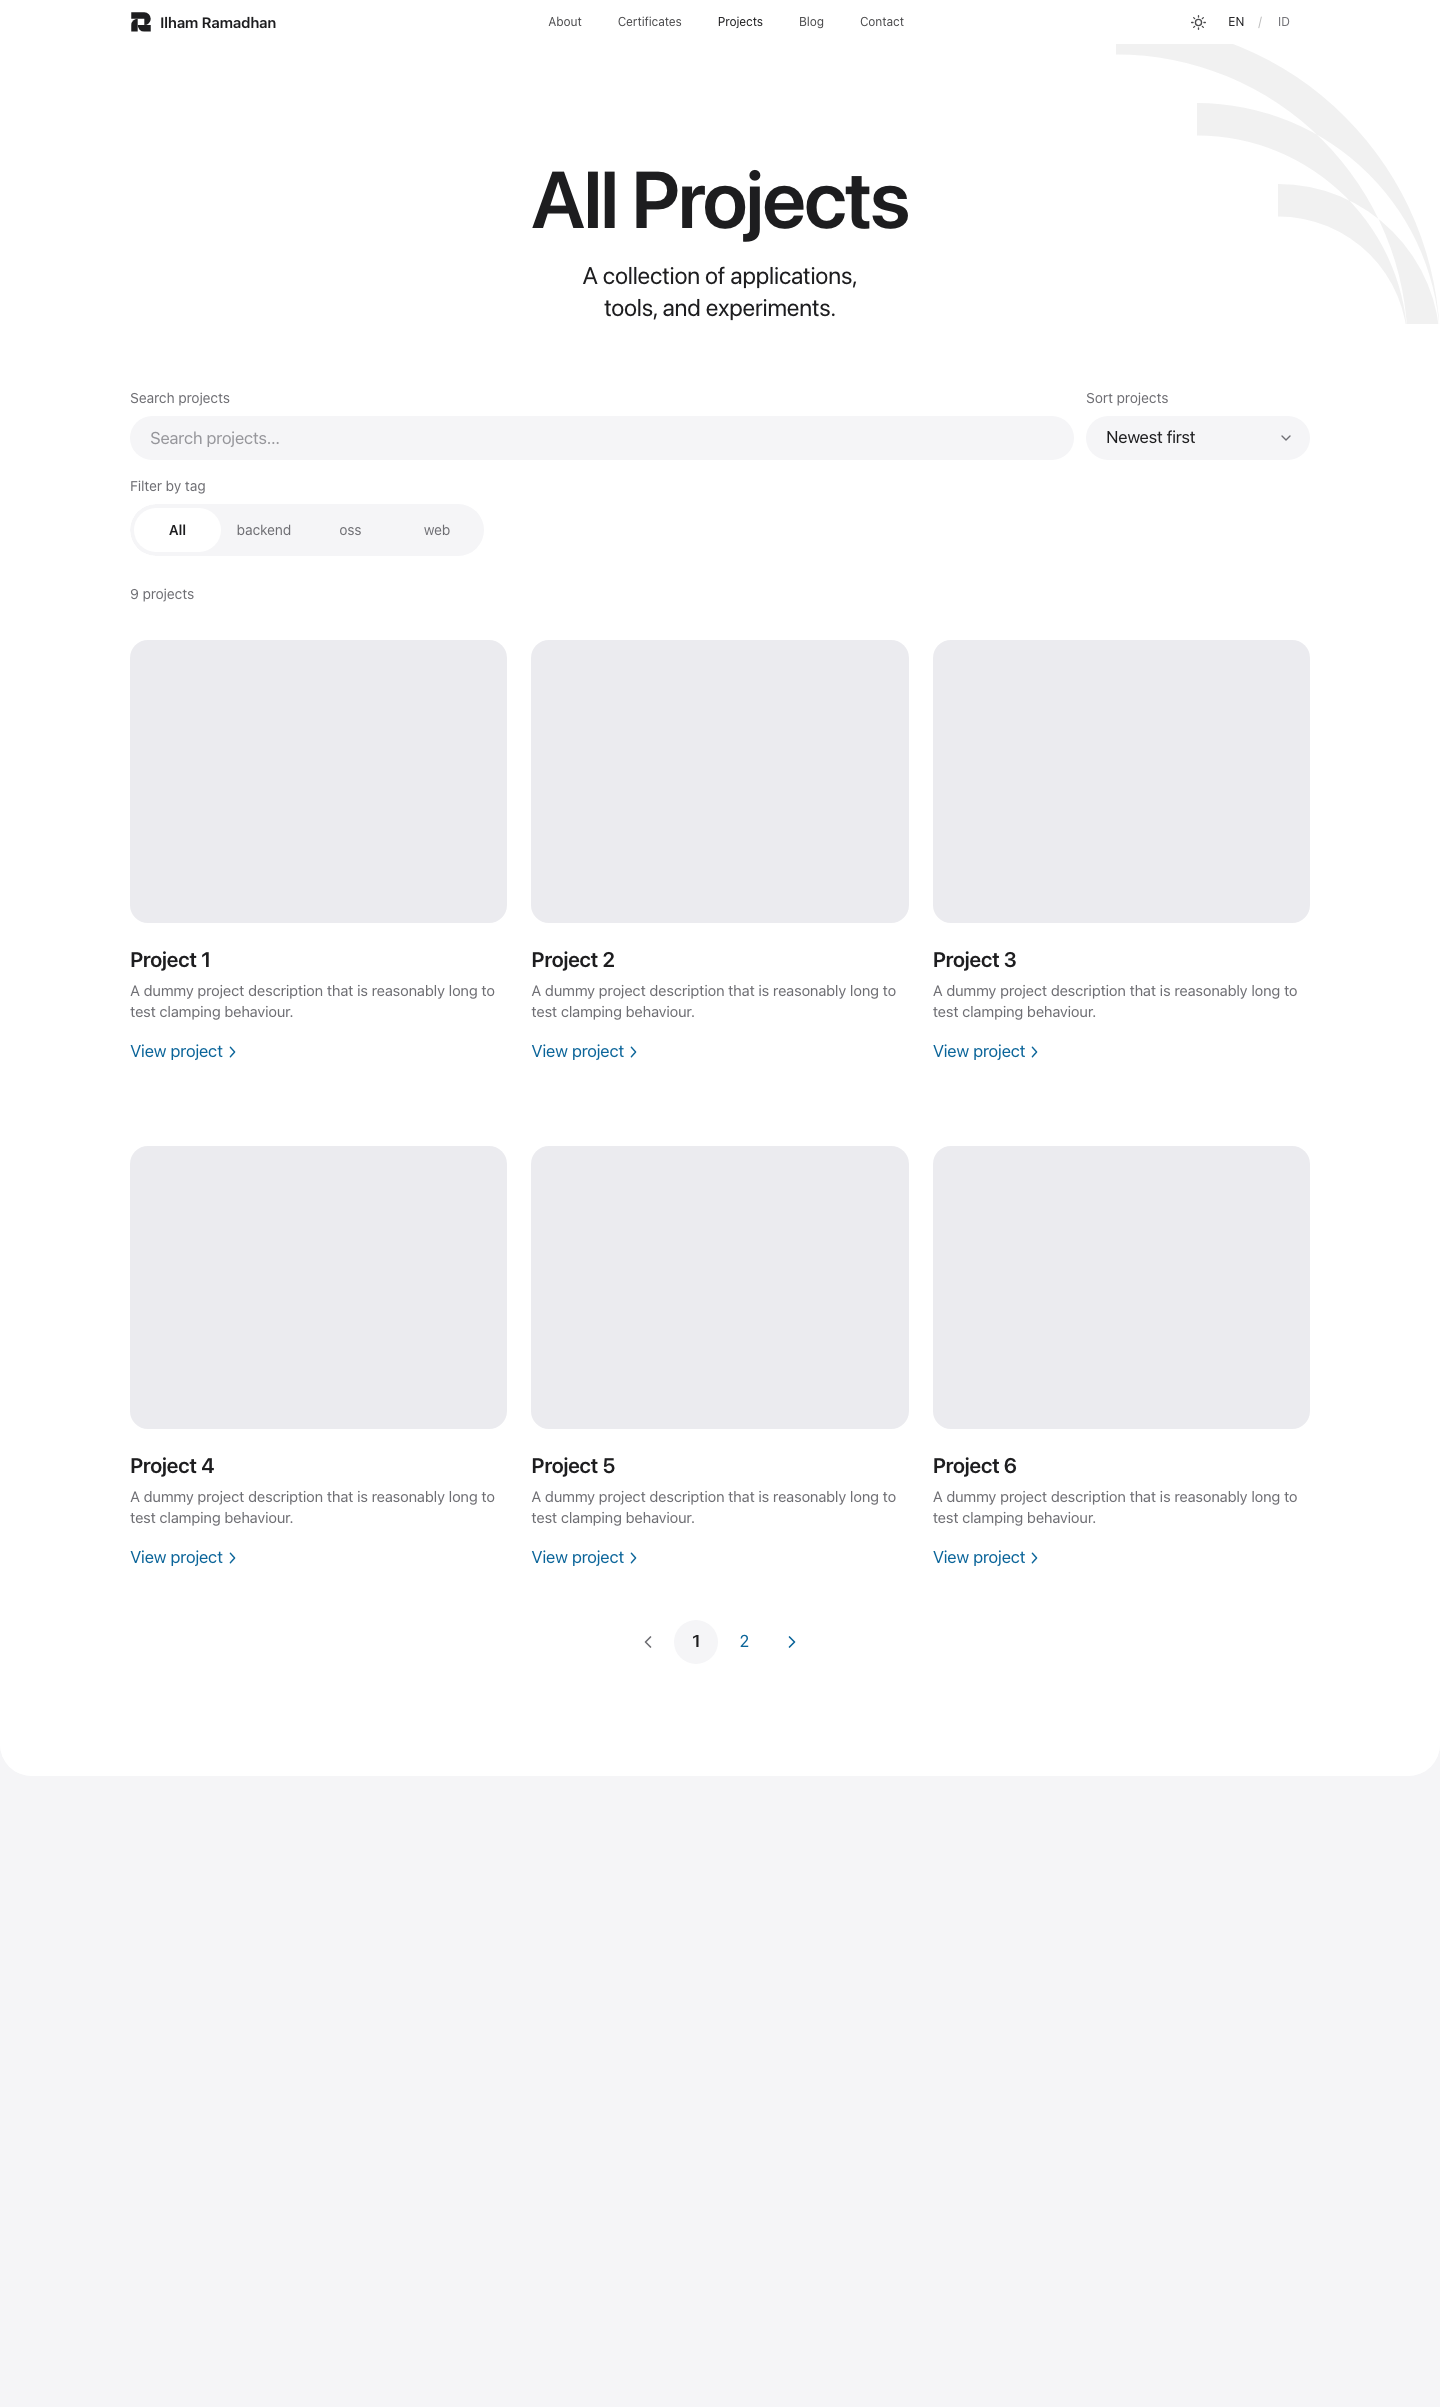 Ilham Ramadhan
About
Certificates
Projects
Blog
Contact
EN / ID
All Projects
A collection of applications,
tools, and experiments.
Search projects
Sort projects
Search projects...
Newest first
Filter by tag
All
backend
oss
web
9 projects
Project 1
A dummy project description that is reasonably long to
test clamping behaviour.
View project
Project 2
A dummy project description that is reasonably long to
test clamping behaviour.
View project
Project 3
A dummy project description that is reasonably long to
test clamping behaviour.
View project
Project 4
A dummy project description that is reasonably long to
test clamping behaviour.
View project
Project 5
A dummy project description that is reasonably long to
test clamping behaviour.
View project
Project 6
A dummy project description that is reasonably long to
test clamping behaviour.
View project
1
2